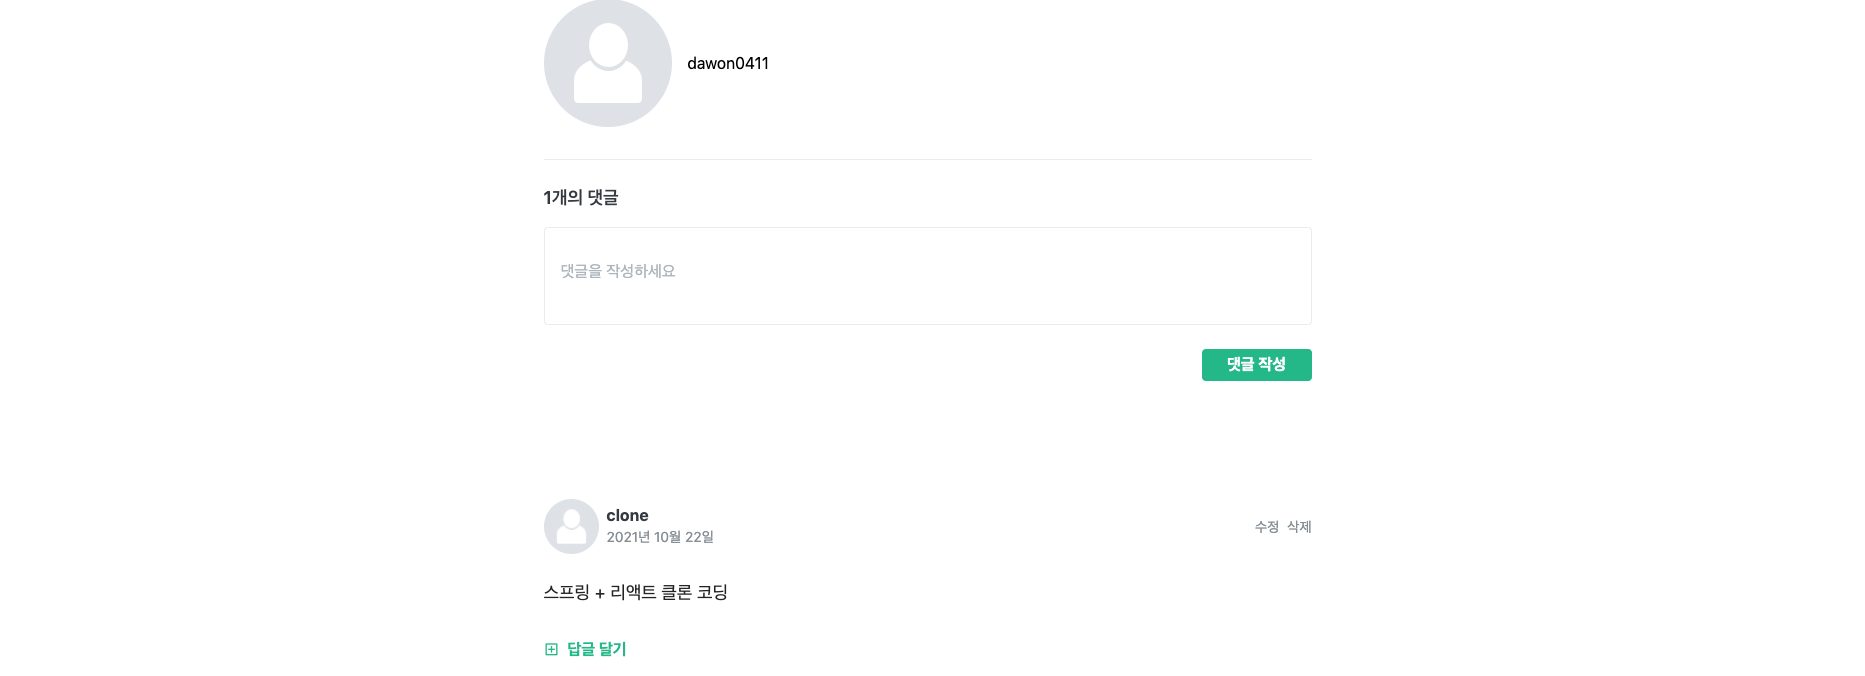 dawon0411
1개의 댓글
댓글을 작성하세요
댓글 작성
clone
2021년 10월 22일
수정 삭제
스프링 + 리액트 클론 코딩
답글 달기